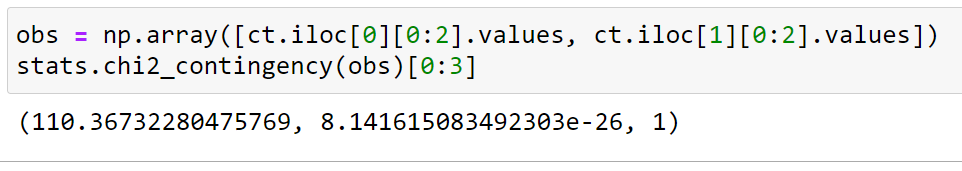 obs = np.array([ct.iloc[0][0:2].values, ct.iloc[1][0:2].values])
stats.chi2_contingency(obs)[0:3]
(110.36732280475769, 8.141615083492303e-26, 1)